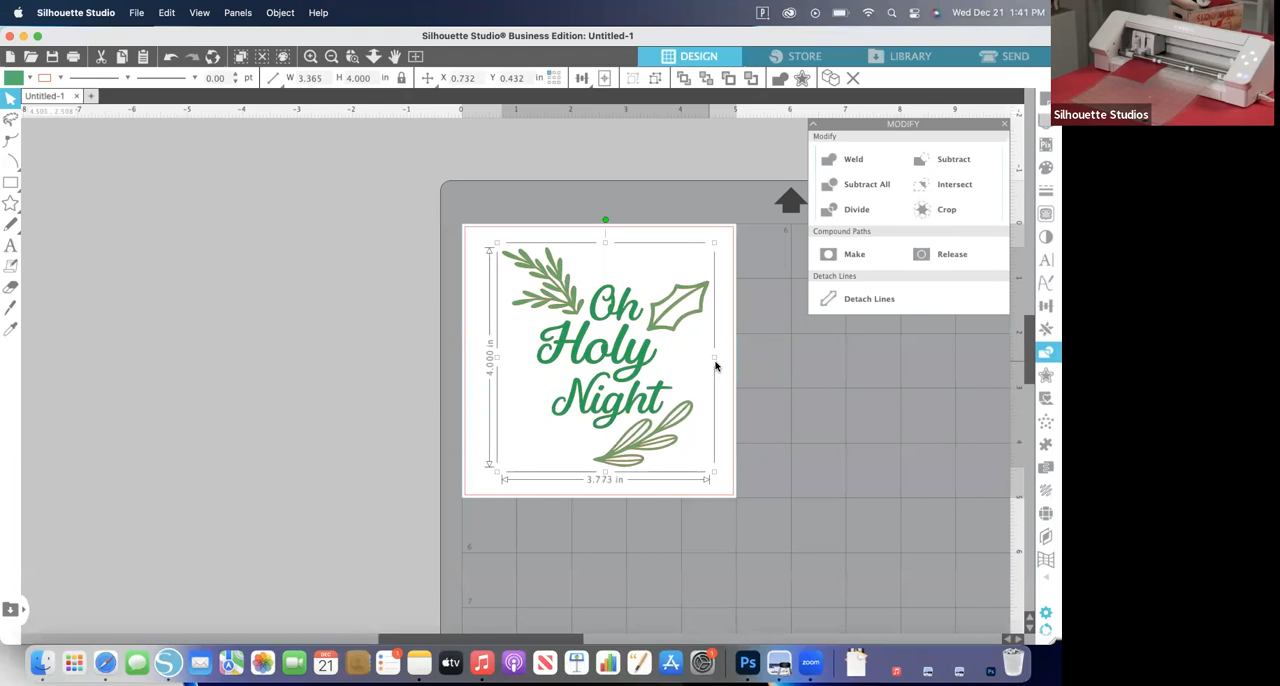 Silhouette Studio File Edit View Panels Object Help
Wed Dec 21 1:41 PM
Silhouette Studio® Business Edition: Untitled-1
DESIGN STORE LIBRARY SEND
0.00 pt W 3.365 H 4.000 in X 0.732 Y 0.432 in
Untitled-1
Silhouette Studios
MODIFY
Modify
Weld Subtract
Subtract All Intersect
Divide Crop
Compound Paths
Make Release
Detach Lines
Detach Lines
Oh
Holy
Night
4.000 in
3.773 in